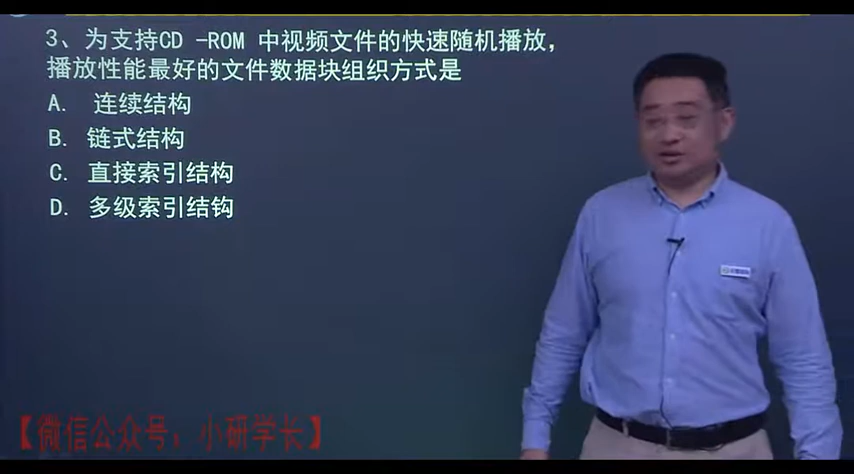 3、为支持CD -ROM 中视频文件的快速随机播放，
播放性能最好的文件数据块组织方式是
A. 连续结构
B. 链式结构
C. 直接索引结构
D. 多级索引结钩
【微信公众号：小研学长】